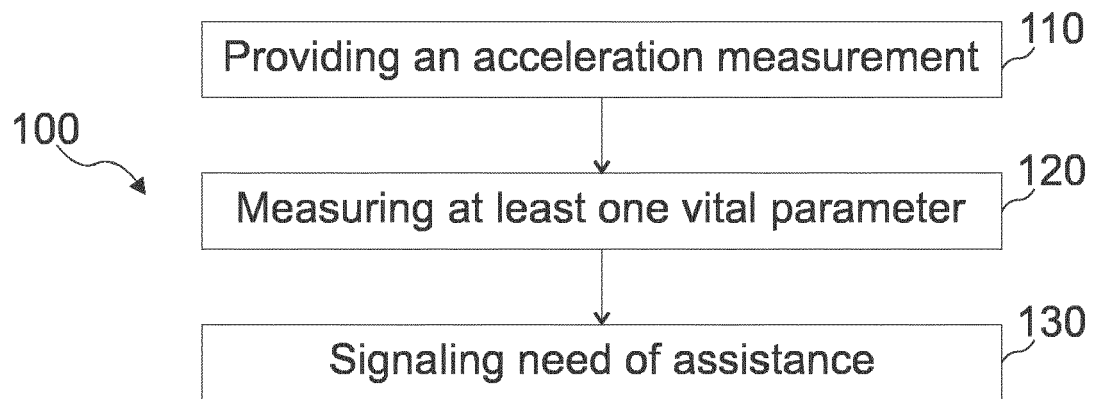 110
Providing an acceleration measurement
100
120
Measuring at least one vital parameter
130
Signaling need of assistance